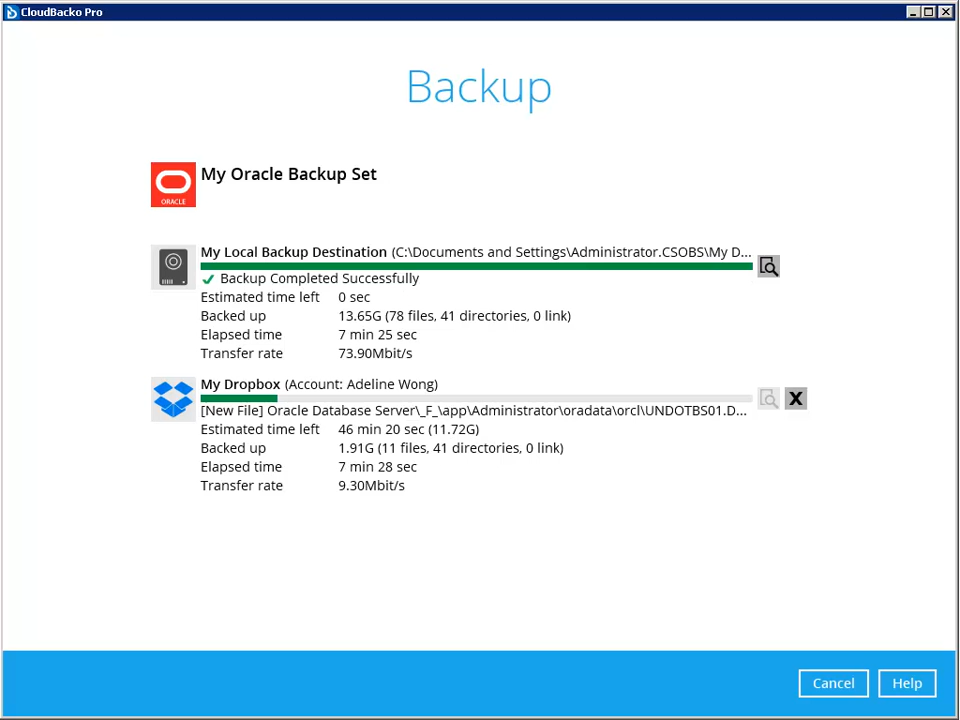 CloudBacko Pro
Backup
ORACLE
My Oracle Backup Set
My Local Backup Destination (C:\Documents and Settings\Administrator.CSOBS\My D...
Backup Completed Successfully
Estimated time left 0 sec
Backed up 13.65G (78 files, 41 directories, 0 link)
Elapsed time 7 min 25 sec
Transfer rate 73.90Mbit/s
My Dropbox (Account: Adeline Wong)
X
[New File] Oracle Database Server\_F_\app\Administrator\oradata\orcl\UNDOTBS01.D...
Estimated time left 46 min 20 sec (11.72G)
Backed up 1.91G (11 files, 41 directories, 0 link)
Elapsed time 7 min 28 sec
Transfer rate 9.30Mbit/s
Cancel Help